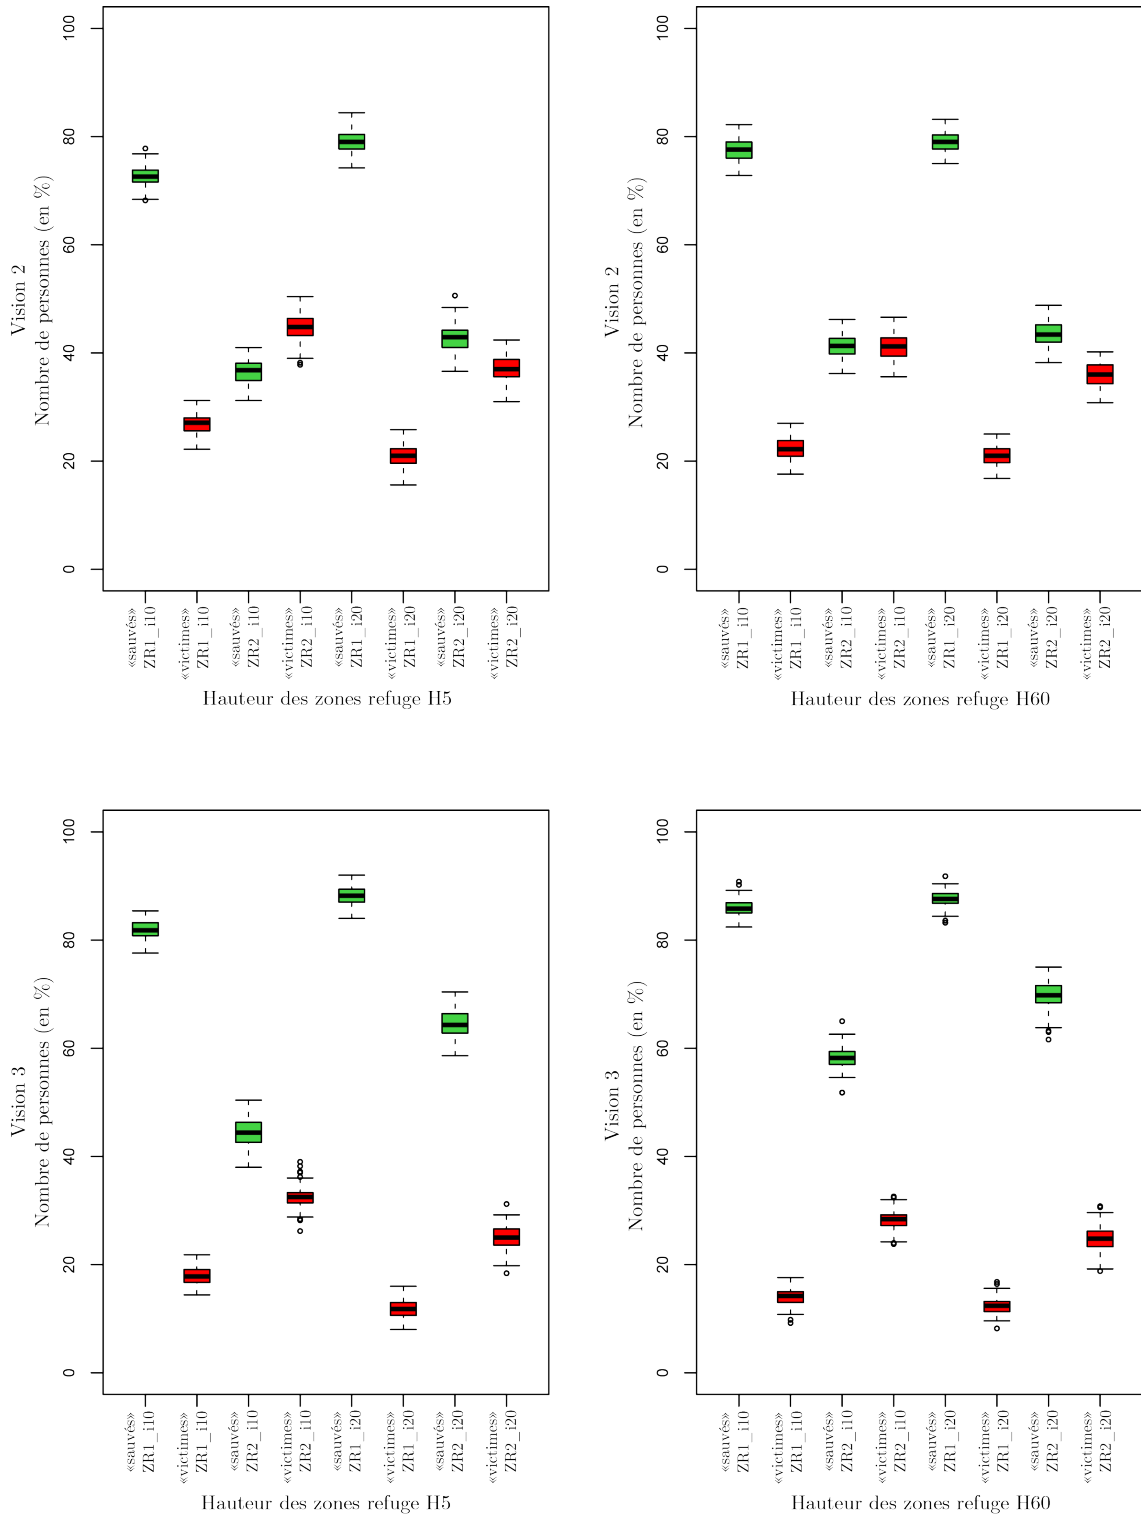 Vision 2
Nombre de personnes (en %)
100
80
60
40
20
0
«sauvés»
ZR1_i10
«victimes»
ZR1_i10
«sauvés»
ZR2_i10
«victimes»
ZR2_i10
«sauvés»
ZR1_i20
«victimes»
ZR1_i20
«sauvés»
ZR2_i20
«victimes»
ZR2_i20
Hauteur des zones refuge H5
Vision 2
Nombre de personnes (en %)
100
80
60
40
20
0
«sauvés»
ZR1_i10
«victimes»
ZR1_i10
«sauvés»
ZR2_i10
«victimes»
ZR2_i10
«sauvés»
ZR1_i20
«victimes»
ZR1_i20
«sauvés»
ZR2_i20
«victimes»
ZR2_i20
Hauteur des zones refuge H60
Vision 3
Nombre de personnes (en %)
100
80
60
40
20
0
«sauvés»
ZR1_i10
«victimes»
ZR1_i10
«sauvés»
ZR2_i10
«victimes»
ZR2_i10
«sauvés»
ZR1_i20
«victimes»
ZR1_i20
«sauvés»
ZR2_i20
«victimes»
ZR2_i20
Hauteur des zones refuge H5
Vision 3
Nombre de personnes (en %)
100
80
60
40
20
0
«sauvés»
ZR1_i10
«victimes»
ZR1_i10
«sauvés»
ZR2_i10
«victimes»
ZR2_i10
«sauvés»
ZR1_i20
«victimes»
ZR1_i20
«sauvés»
ZR2_i20
«victimes»
ZR2_i20
Hauteur des zones refuge H60